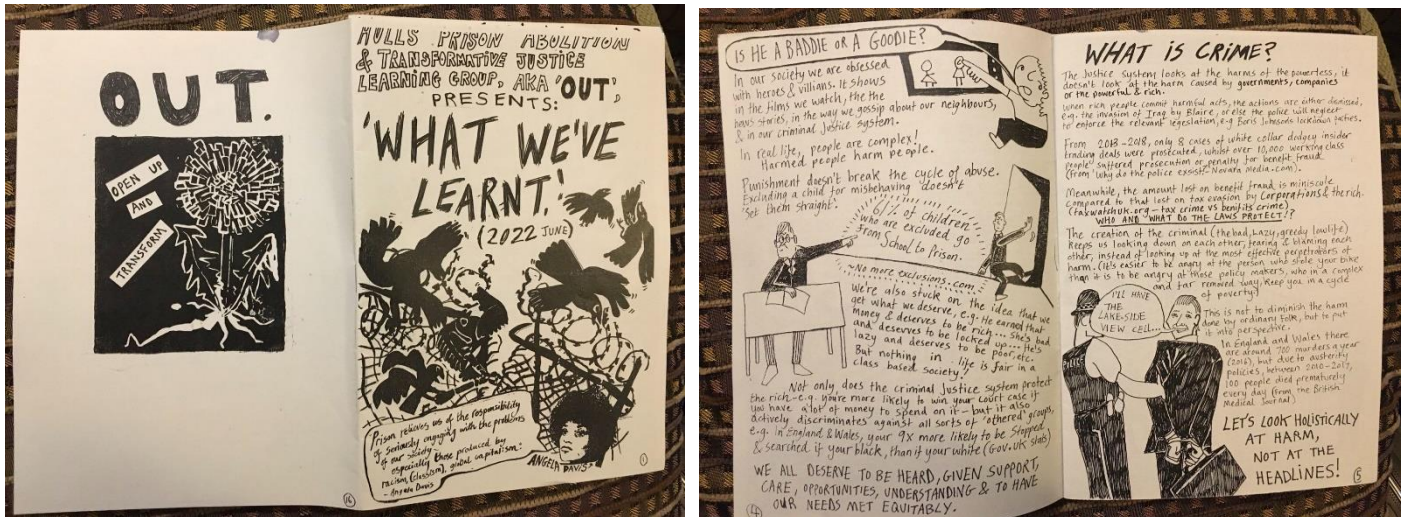 OUT.
OPEN UP
AND
TRANSFORM
16
HULLS PRISON ABOLITION
& TRANSFORMATIVE JUSTICE
LEARNING GROUP, AKA 'OUT',
PRESENTS:
'WHAT WE'VE
LEARNT.'
(2022 JUNE)
Prison relieves us of the responsibility
of seriously engaging with the problems
of our society
especially those produced by
racism, [classism], global capitalism."
- Angela Davis
ANGELA DAVIS
1
IS HE A BADDIE OR A GOODIE?
In our society we are obsessed
with heroes & villians. It shows
in the films we watch, the the
news stories, in the way we gossip about our neighbours,
& in our criminal justice system.
In real life, people are complex!
Harmed people harm people.
Punishment doesn't break the cycle of abuse.
Excluding a child for misbehaving doesn't
'set them straight'.
61% of children
who are excluded go
From School to Prison.
~No more exclusions.com
We're also stuck on the idea that we
get what we deserve, e.g. He earned that
money & deserves to be rich... She's bad
and deserves to be locked up... He's
lazy and deserves to be poor, etc.
But nothing in life is fair in a
class based society!
Not only, does the criminal justice system protect
the rich - e.g. you're more likely to win your court case if
you have a lot of money to spend on it - but it also
actively discriminates against all sorts of 'othered' groups,
e.g. In England & Wales, your 9X more likely to be stopped
& searched if your black, than if your white (Gov.uk stats)
WE ALL DESERVE TO BE HEARD, GIVEN SUPPORT,
CARE, OPPORTUNITIES, UNDERSTANDING & TO HAVE
OUR NEEDS MET EQUITABLY.
4
WHAT IS CRIME?
The Justice system looks at the harms of the powerless, it
doesn't look at the harm caused by governments, companies
or the powerful & rich.
When rich people commit harmful acts, the actions are either dismissed,
e.g. the invasion of Iraq by Blaire, or else the police will neglect
to enforce the relevant legeslation, e.g Boris Johnsons lockdown parties.
From 2013-2018, only 8 cases of white collar dodgey insider
trading deals were prosecuted, whilst over 10,000 working class
people suffered prosecution or penalty for benefit fraud.
(from 'Why do the police exsist'- Novara media.com).
Meanwhile, the amount lost on benefit fraud is miniscule
compared to that lost on tax evasion by corporations & the rich.
(taxwatchuk.org - tax crime vs benifits crime)
WHO AND WHAT DO THE LAWS PROTECT!?
The creation of the criminal (the bad, lazy, greedy lowlife)
keeps us looking down on each other, fearing & blaming each
other, instead of looking up at the most effective perpetrators of
harm. (It's easier to be angry at the person who stole your bike
than it is to be angry at those policy makers, who in a complex
and far removed way, keep you in a cycle
of poverty)
I'LL HAVE
THE
LAKE-SIDE
VIEW CELL...
POLICE
This is not to diminish the harm
done by ordinary folk, but to put
it into perspective.
In England and Wales there
are around 700 murders a year
(2016), but due to austerity
policies, between 2010-2019,
100 people died prematurely
every day (from the British
Medical Journal)
LET'S LOOK HOLISTICALLY
AT HARM,
NOT AT THE
HEADLINES!
5